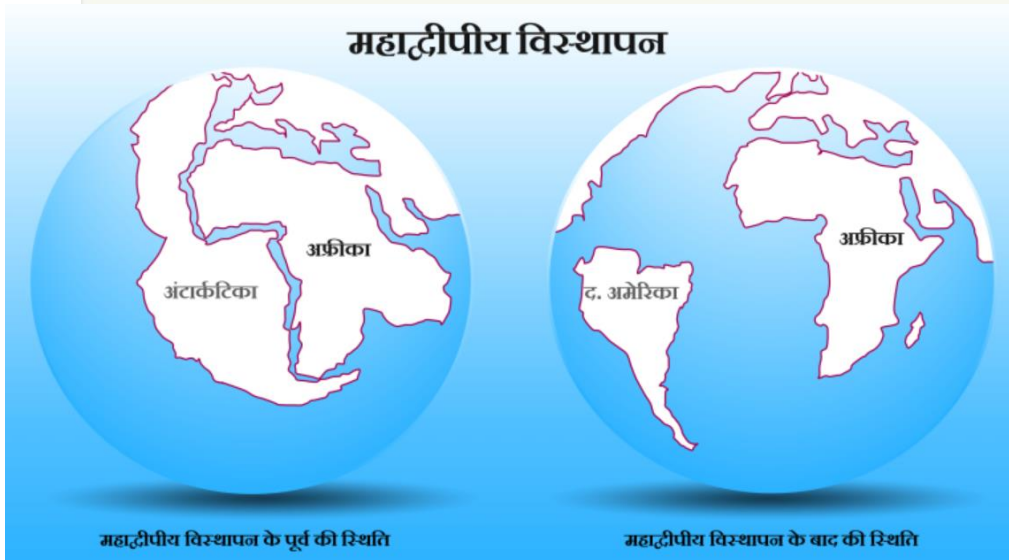 महाद्वीपीय विस्थापन
अफ्रीका
अंटार्कटिका
अफ्रीका
द. अमेरिका
महाद्वीपीय विस्थापन के पूर्व की स्थिति
महाद्वीपीय विस्थापन के बाद की स्थिति